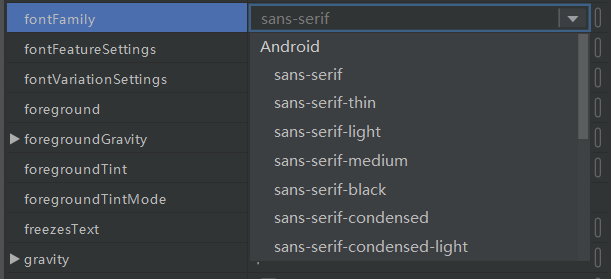 fontFamily
sans-serif
fontFeatureSettings
fontVariationSettings
foreground
foregroundGravity
foregroundTint
foregroundTintMode
freezesText
gravity
Android
sans-serif
sans-serif-thin
sans-serif-light
sans-serif-medium
sans-serif-black
sans-serif-condensed
sans-serif-condensed-light